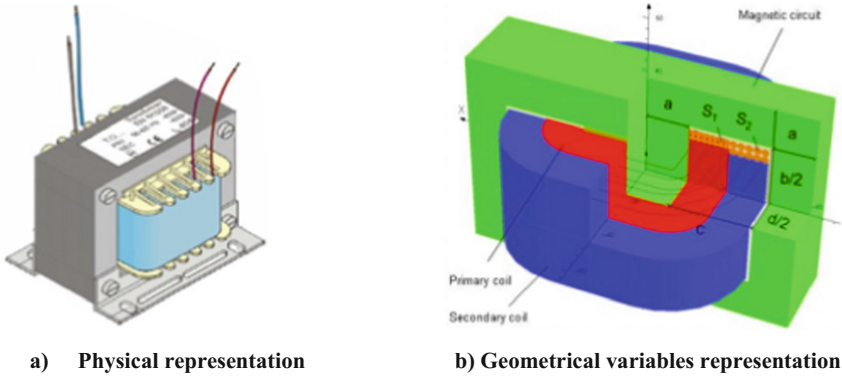 Magnetic circuit
a
S1
S2
a
b/2
d/2
c
Primary coil
Secondary coil
a) Physical representation
b) Geometrical variables representation